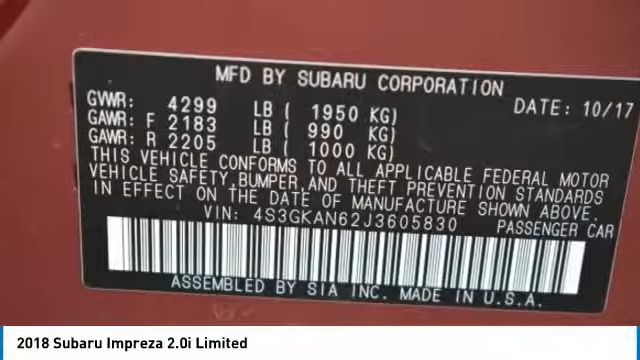 MFD BY SUBARU CORPORATION
DATE: 10/17
GVWR: 4299 LB ( 1950 KG)
GAWR: F 2183 LB ( 990 KG)
GAWR: R 2205 LB ( 1000 KG)
THIS VEHICLE CONFORMS TO ALL APPLICABLE FEDERAL MOTOR
VEHICLE SAFETY,BUMPER,AND THEFT PREVENTION STANDARDS
IN EFFECT ON THE DATE OF MANUFACTURE SHOWN ABOVE.
VIN: 4S3GKAN62J3605830 PASSENGER CAR
ASSEMBLED BY SIA INC. MADE IN U.S.A.
2018 Subaru Impreza 2.0i Limited